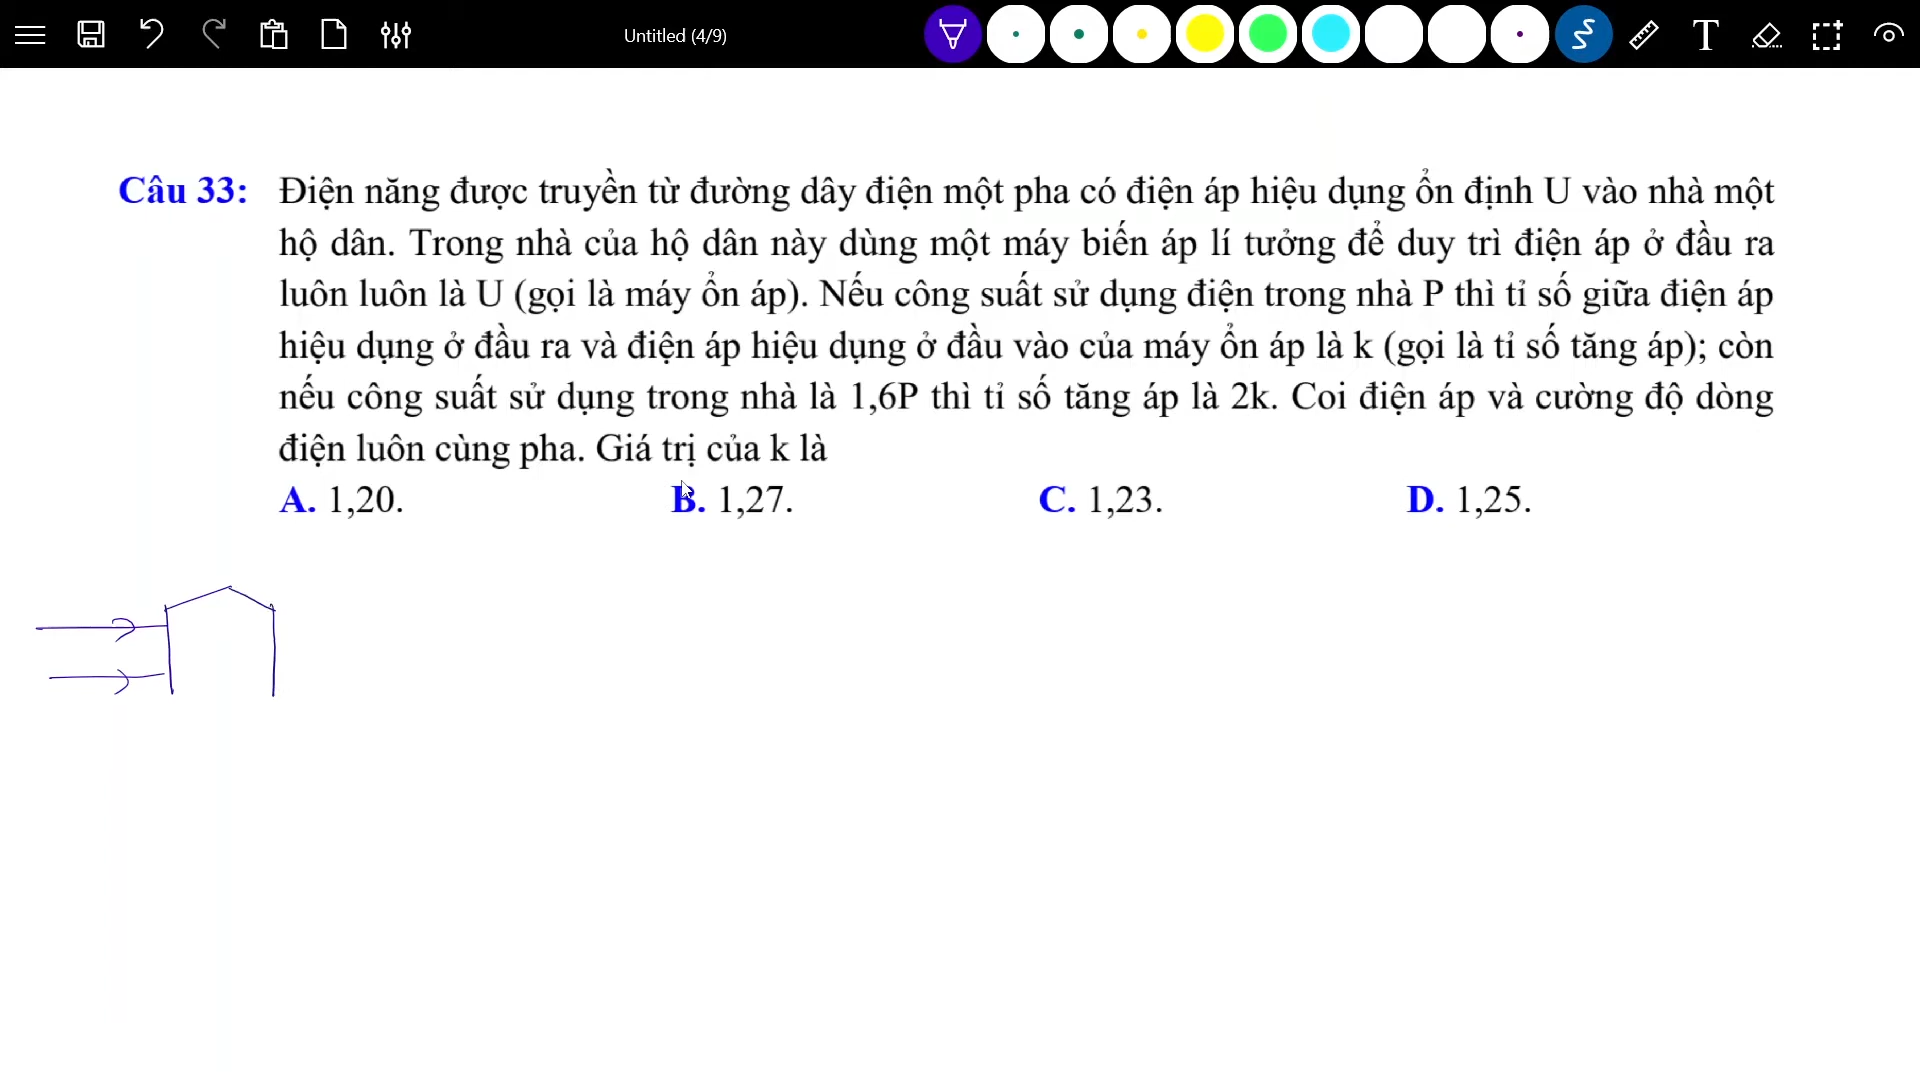 Untitled (4/9)
T
Câu 33: Điện năng được truyền từ đường dây điện một pha có điện áp hiệu dụng ổn định U vào nhà một
hộ dân. Trong nhà của hộ dân này dùng một máy biến áp lí tưởng để duy trì điện áp ở đầu ra
luôn luôn là U (gọi là máy ổn áp). Nếu công suất sử dụng điện trong nhà P thì tỉ số giữa điện áp
hiệu dụng ở đầu ra và điện áp hiệu dụng ở đầu vào của máy ổn áp là k (gọi là tỉ số tăng áp); còn
nếu công suất sử dụng trong nhà là 1,6P thì tỉ số tăng áp là 2k. Coi điện áp và cường độ dòng
điện luôn cùng pha. Giá trị của k là
A. 1,20. B. 1,27. C. 1,23. D. 1,25.